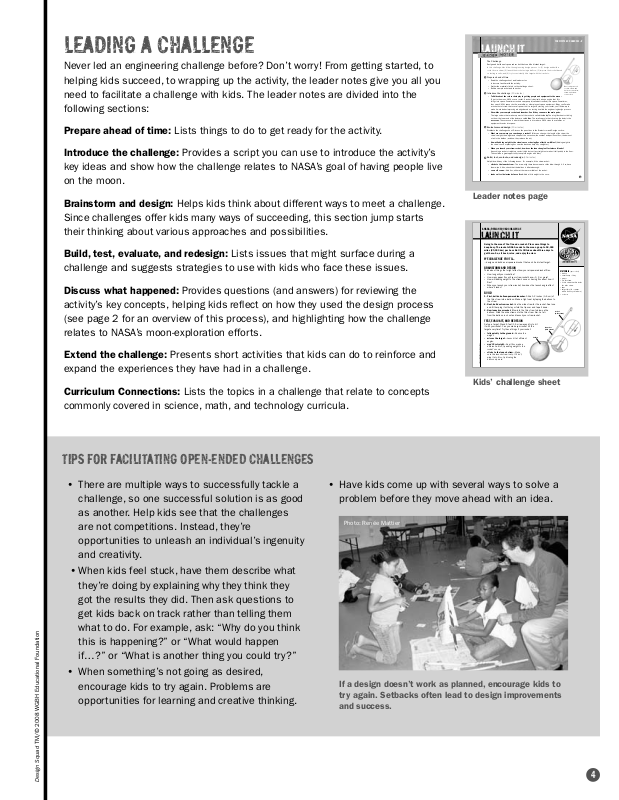 LEADING A CHALLENGE
Never led an engineering challenge before? Don't worry! From getting started, to
helping kids succeed, to wrapping up the activity, the leader notes give you all you
need to facilitate a challenge with kids. The leader notes are divided into the
following sections:
Prepare ahead of time: Lists things to do to get ready for the activity.
Introduce the challenge: Provides a script you can use to introduce the activity's
key ideas and show how the challenge relates to NASA's goal of having people live
on the moon.
Brainstorm and design: Helps kids think about different ways to meet a challenge.
Since challenges offer kids many ways of succeeding, this section jump starts
their thinking about various approaches and possibilities.
Build, test, evaluate, and redesign: Lists issues that might surface during a
challenge and suggests strategies to use with kids who face these issues.
Discuss what happened: Provides questions (and answers) for reviewing the
activity's key concepts, helping kids reflect on how they used the design process
(see page 2 for an overview of this process), and highlighting how the challenge
relates to NASA's moon-exploration efforts.
Extend the challenge: Presents short activities that kids can do to reinforce and
expand the experiences they have had in a challenge.
Curriculum Connections: Lists the topics in a challenge that relate to concepts
commonly covered in science, math, and technology curricula.
LAUNCH IT
Leader notes page
LAUNCH IT
NASA
Kids' challenge sheet
TIPS FOR FACILITATING OPEN-ENDED CHALLENGES
• There are multiple ways to successfully tackle a
challenge, so one successful solution is as good
as another. Help kids see that the challenges
are not competitions. Instead, they're
opportunities to unleash an individual's ingenuity
and creativity.
• When kids feel stuck, have them describe what
they're doing by explaining why they think they
got the results they did. Then ask questions to
get kids back on track rather than telling them
what to do. For example, ask: "Why do you think
this is happening?" or "What would happen
if…?" or "What is another thing you could try?"
• When something's not going as desired,
encourage kids to try again. Problems are
opportunities for learning and creative thinking.
• Have kids come up with several ways to solve a
problem before they move ahead with an idea.
Photo: Renée Mattier
If a design doesn't work as planned, encourage kids to
try again. Setbacks often lead to design improvements
and success.
Design Squad TM/© 2008 WGBH Educational Foundation
4